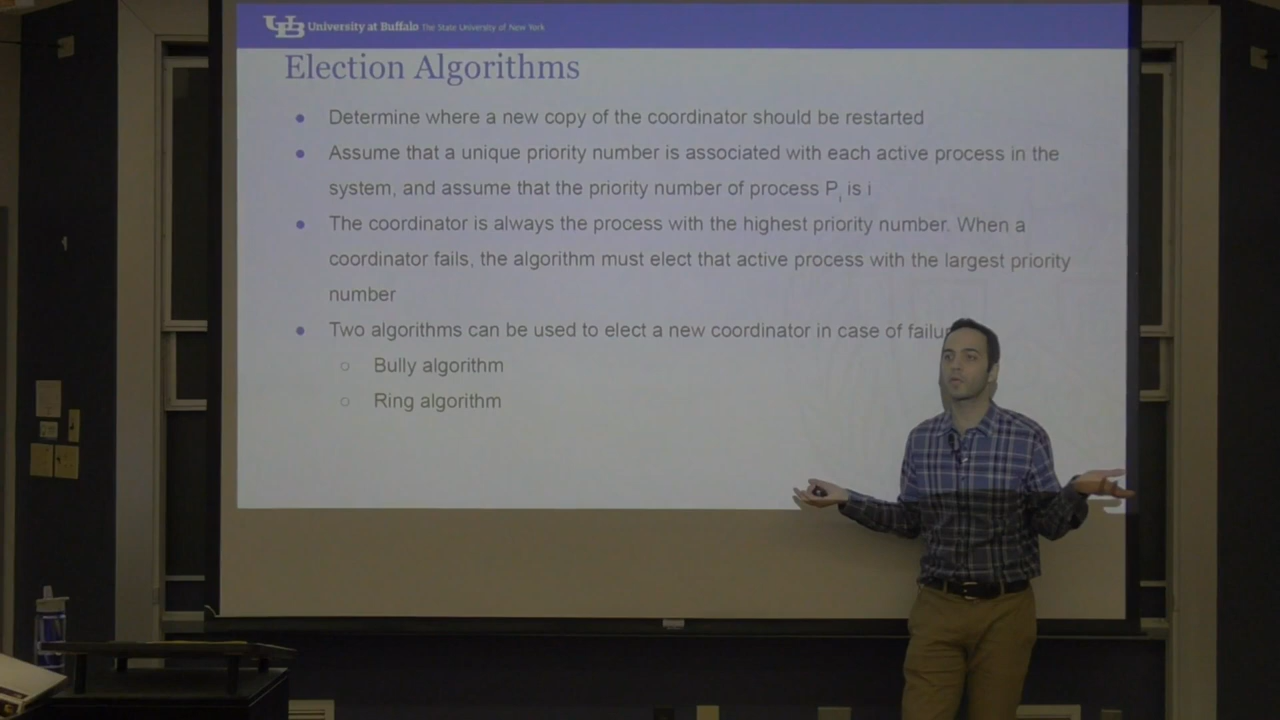 UB University at Buffalo The State University of New York
Election Algorithms
● Determine where a new copy of the coordinator should be restarted
● Assume that a unique priority number is associated with each active process in the
system, and assume that the priority number of process Pi is i
● The coordinator is always the process with the highest priority number. When a
coordinator fails, the algorithm must elect that active process with the largest priority
number
● Two algorithms can be used to elect a new coordinator in case of failu
○ Bully algorithm
○ Ring algorithm